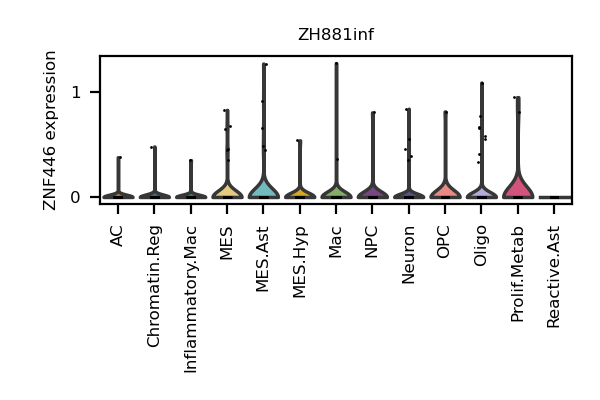 ZH881inf
ZNF446 expression
1
0
AC
Chromatin.Reg
Inflammatory.Mac
MES
MES.Ast
MES.Hyp
Mac
NPC
Neuron
OPC
Oligo
Prolif.Metab
Reactive.Ast